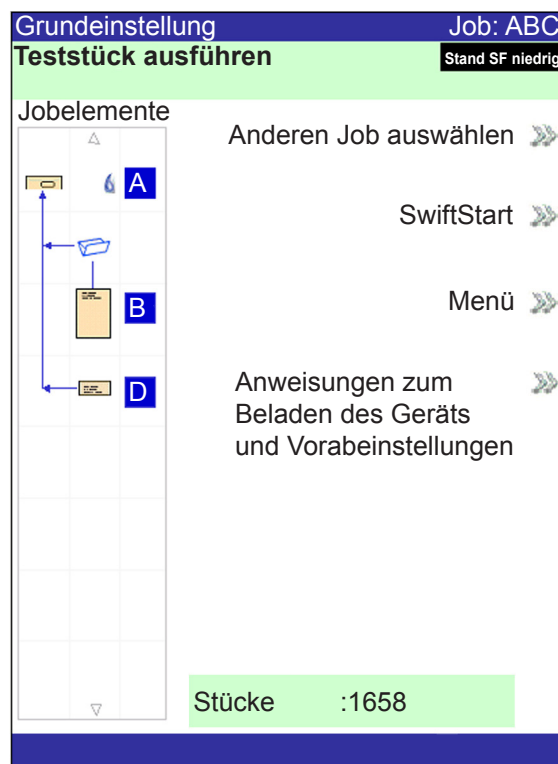 Grundeinstellung Job: ABC
Teststück ausführen Stand SF niedrig
Jobelemente
Anderen Job auswählen
A
SwiftStart
Menü
B
D
Anweisungen zum
Beladen des Geräts
und Vorabeinstellungen
Stücke :1658